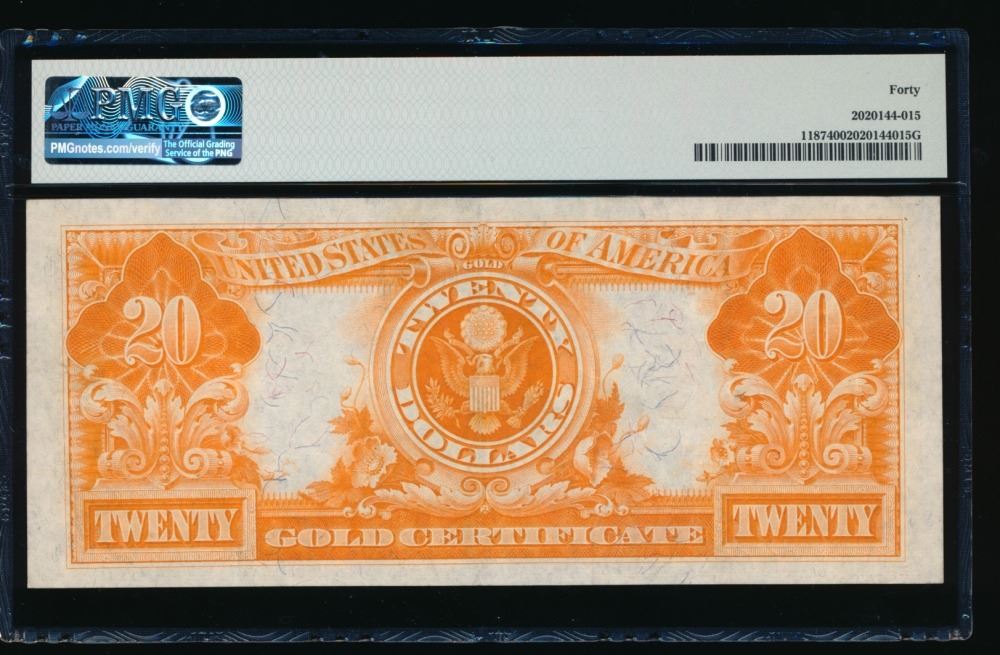 PMG
PAPER MONEY GUARANTY
PMGnotes.com/verify
The Official Grading
Service of the PNG
Forty
2020144-015
11874002020144015G
UNITED STATES OF AMERICA
GOLD
20
20
TWENTY
DOLLARS
TWENTY
GOLD CERTIFICATE
TWENTY